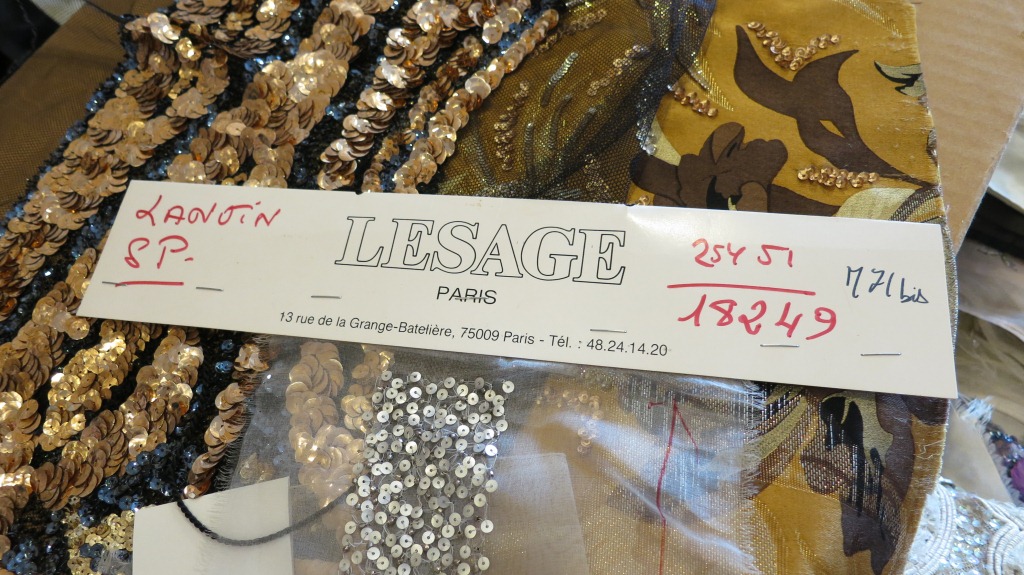 LANVIN
SP.
LESAGE
PARIS
13 rue de la Grange-Batelière, 75009 Paris - Tél. : 48.24.14.20
254 51
18249
M 71 bis